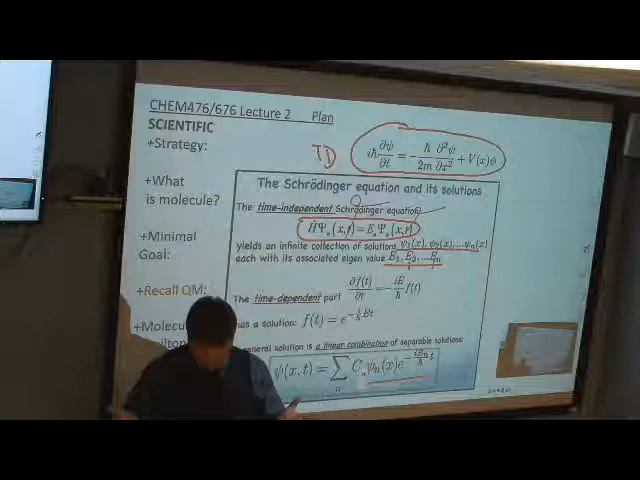 CHEM476/676 Lecture 2 Plan
SCIENTIFIC
+Strategy:
+What
is molecule?
+Minimal
Goal:
+Recall QM:
+Molecul
TD
iħ ∂ψ/∂t = − ħ/2m ∂²ψ/∂x² + V(x)ψ
The Schrödinger equation and its solutions
The time-independent Schrödinger equation
ĤΨₙ(x,t)=EₙΨₙ(x,t)
yields an infinite collection of solutions ψ₁(x), ψ₂(x), ...ψₙ(x)
each with its associated eigen value E₁, E₂, ...Eₙ
The time-dependent part ∂f(t)/∂t = − iE/ħ f(t)
has a solution: f(t) = e^(−i/ħ Et)
general solution is a linear combination of separable solutions:
ψ(x,t) = ∑ₙ Cₙψₙ(x)e^(−iEₙ/ħ t)